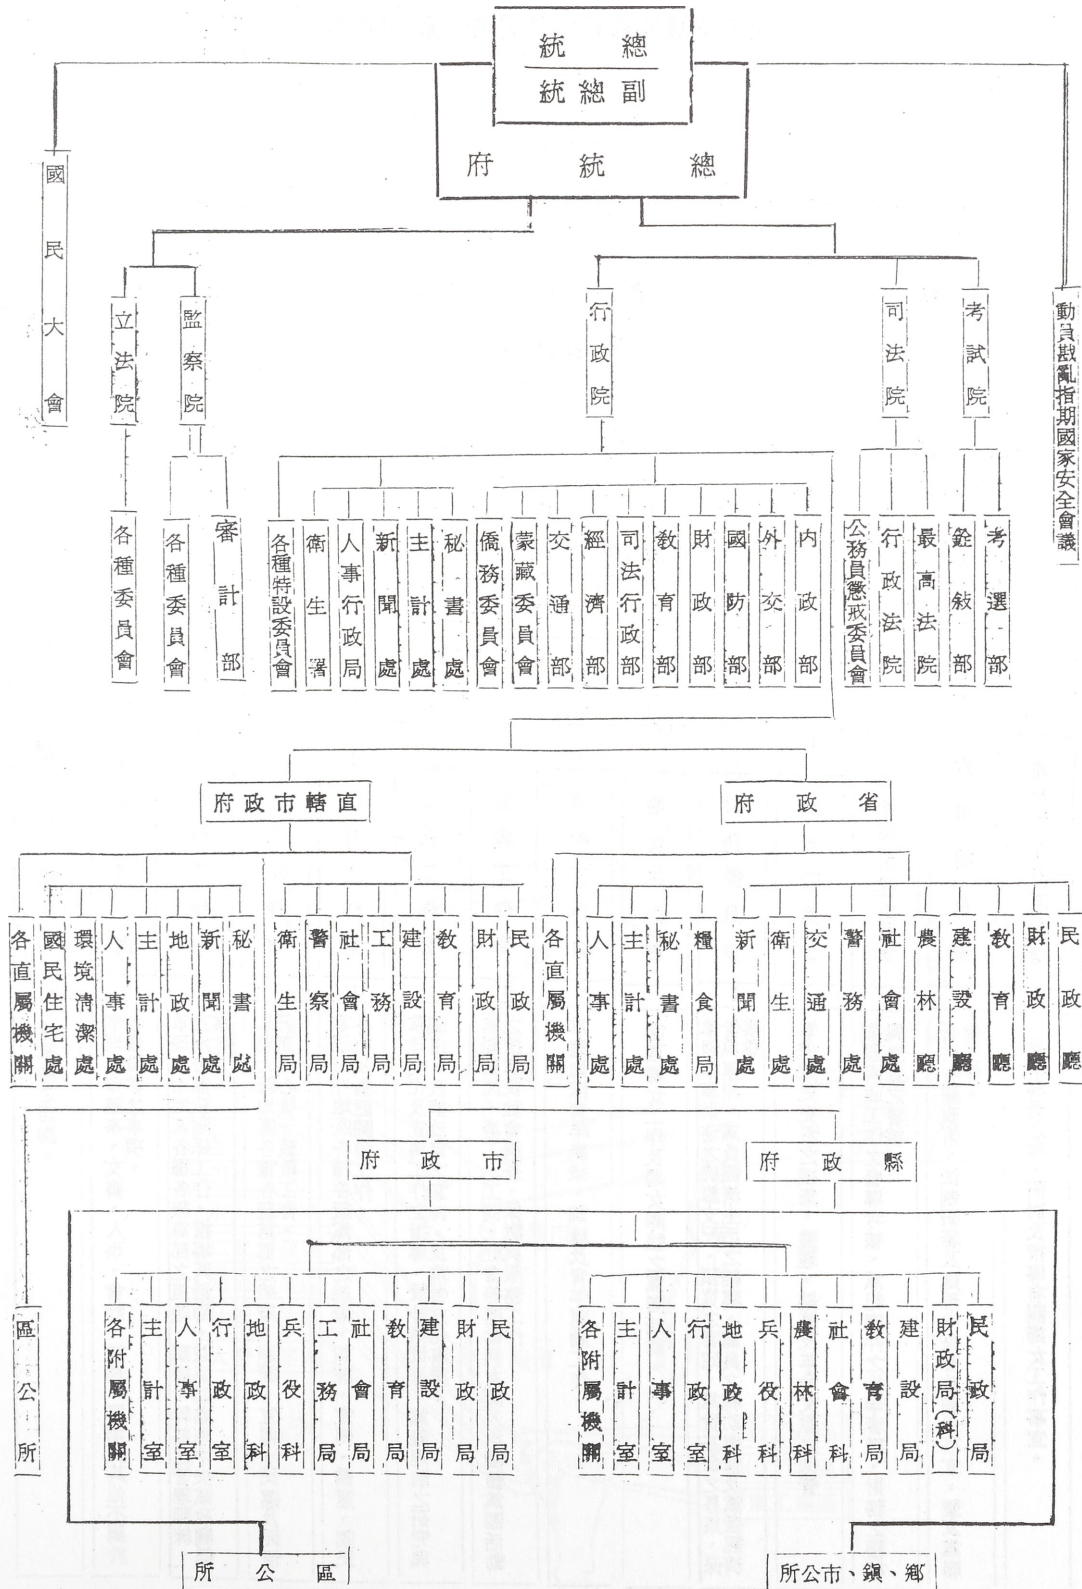 總統
副總統
總統府
國民大會
動員戡亂指期國家安全會議
考試院
司法院
行政院
監察院
立法院
考選部
銓敍部
最高法院
行政法院
公務員懲戒委員會
內政部
外交部
國防部
財政部
教育部
司法行政部
經濟部
交通部
蒙藏委員會
僑務委員會
秘書處
主計處
新聞處
人事行政局
衛生署
各種特設委員會
審計部
各種委員會
各種委員會
省政府
直轄市政府
民政廳
財政廳
教育廳
建設廳
農林廳
社會處
警務處
交通處
衛生處
新聞處
糧食局
秘書處
主計處
人事處
各直屬機關
民政局
財政局
教育局
建設局
工務局
社會局
警察局
衛生局
秘書處
新聞處
地政處
主計處
人事處
環境清潔處
國民住宅處
各直屬機關
縣政府
市政府
民政局
財政局(科)
建設局
教育局
社會科
農林科
兵役科
地政科
行政室
人事室
主計室
各附屬機關
民政局
財政局
建設局
教育局
社會局
工務局
兵役科
地政科
行政室
人事室
主計室
各附屬機關
區公所
鄉、鎮、市公所
區公所